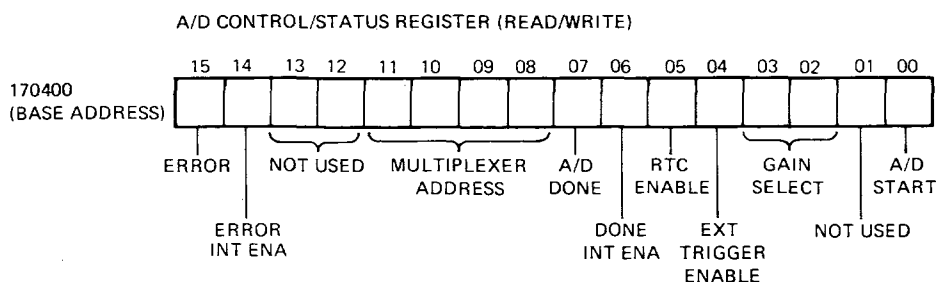 A/D CONTROL/STATUS REGISTER (READ/WRITE)
15 14 13 12 11 10 09 08 07 06 05 04 03 02 01 00
170400
(BASE ADDRESS)
ERROR NOT USED MULTIPLEXER ADDRESS A/D DONE RTC ENABLE GAIN SELECT A/D START
ERROR INT ENA DONE INT ENA EXT TRIGGER ENABLE NOT USED